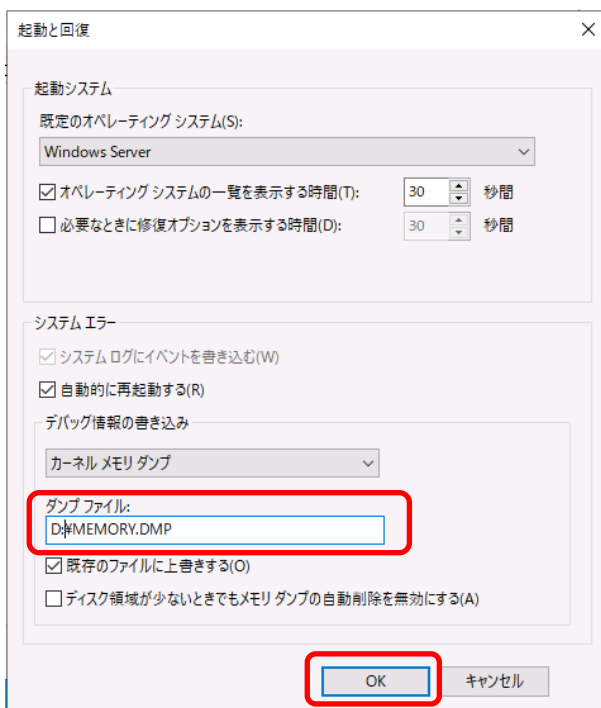 起動と回復
起動システム
既定のオペレーティング システム(S):
Windows Server
オペレーティング システムの一覧を表示する時間(T): 30 秒間
必要なときに修復オプションを表示する時間(D): 30 秒間
システム エラー
システム ログにイベントを書き込む(W)
自動的に再起動する(R)
デバッグ情報の書き込み
カーネル メモリ ダンプ
ダンプ ファイル:
D:¥MEMORY.DMP
既存のファイルに上書きする(O)
ディスク領域が少ないときでもメモリ ダンプの自動削除を無効にする(A)
OK キャンセル